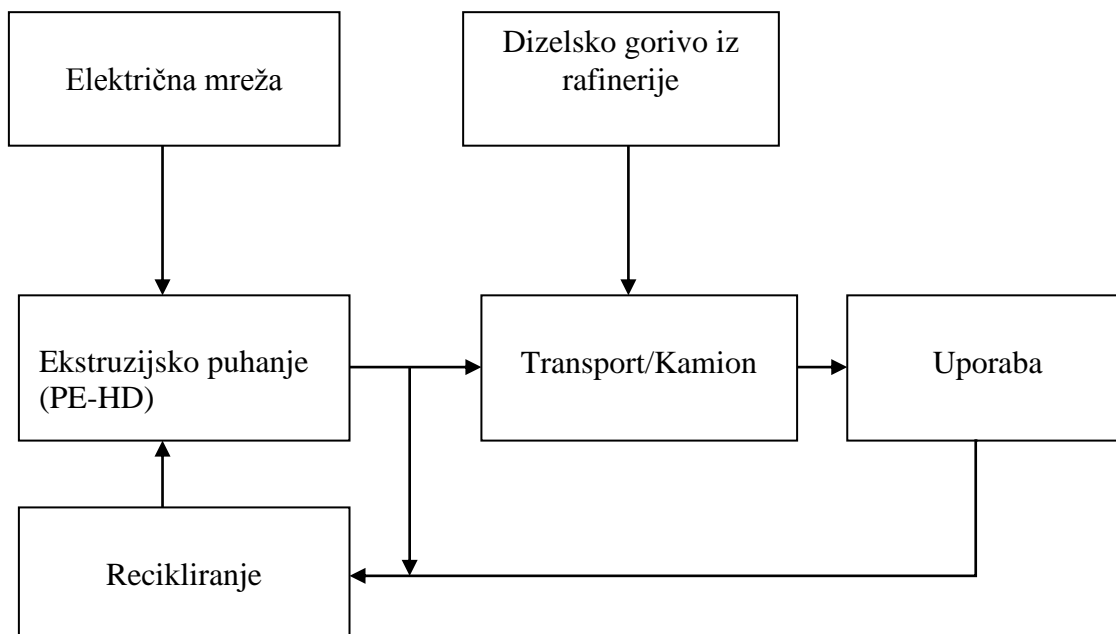 Električna mreža
Dizelsko gorivo iz
rafinerije
Ekstruzijsko puhanje
(PE-HD)
Transport/Kamion
Uporaba
Recikliranje